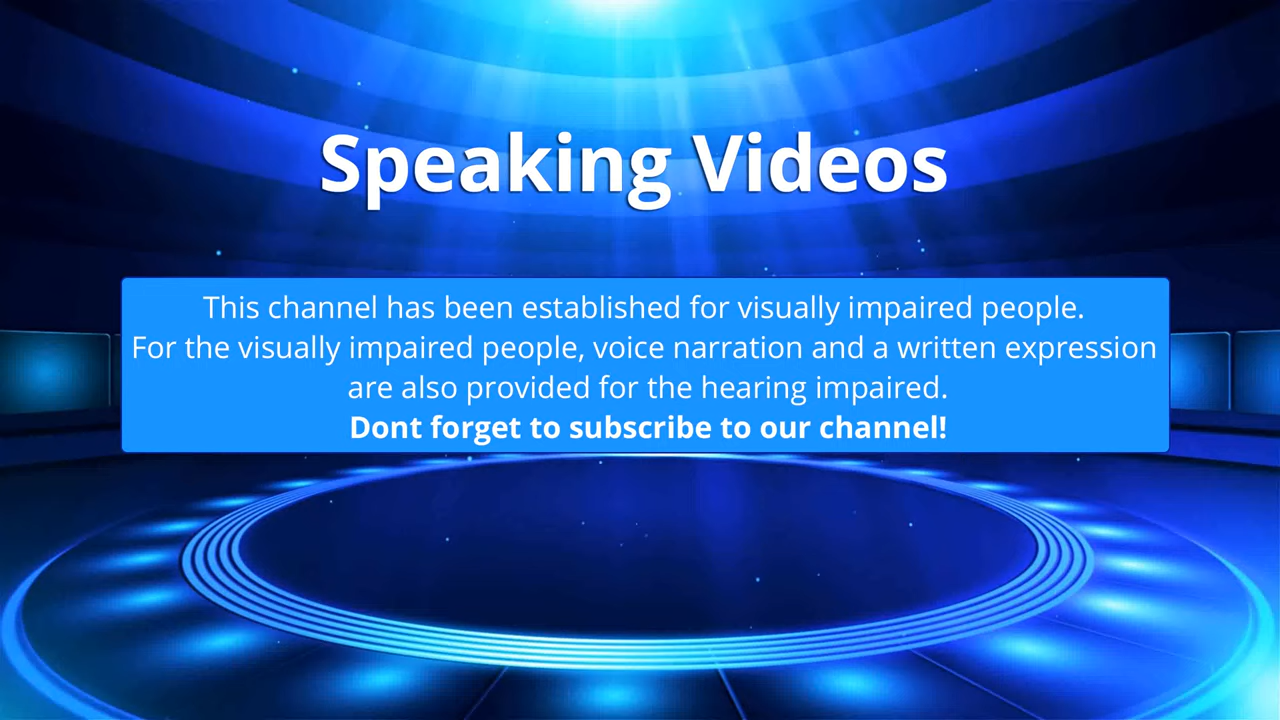 Speaking Videos
This channel has been established for visually impaired people.
For the visually impaired people, voice narration and a written expression
are also provided for the hearing impaired.
Dont forget to subscribe to our channel!